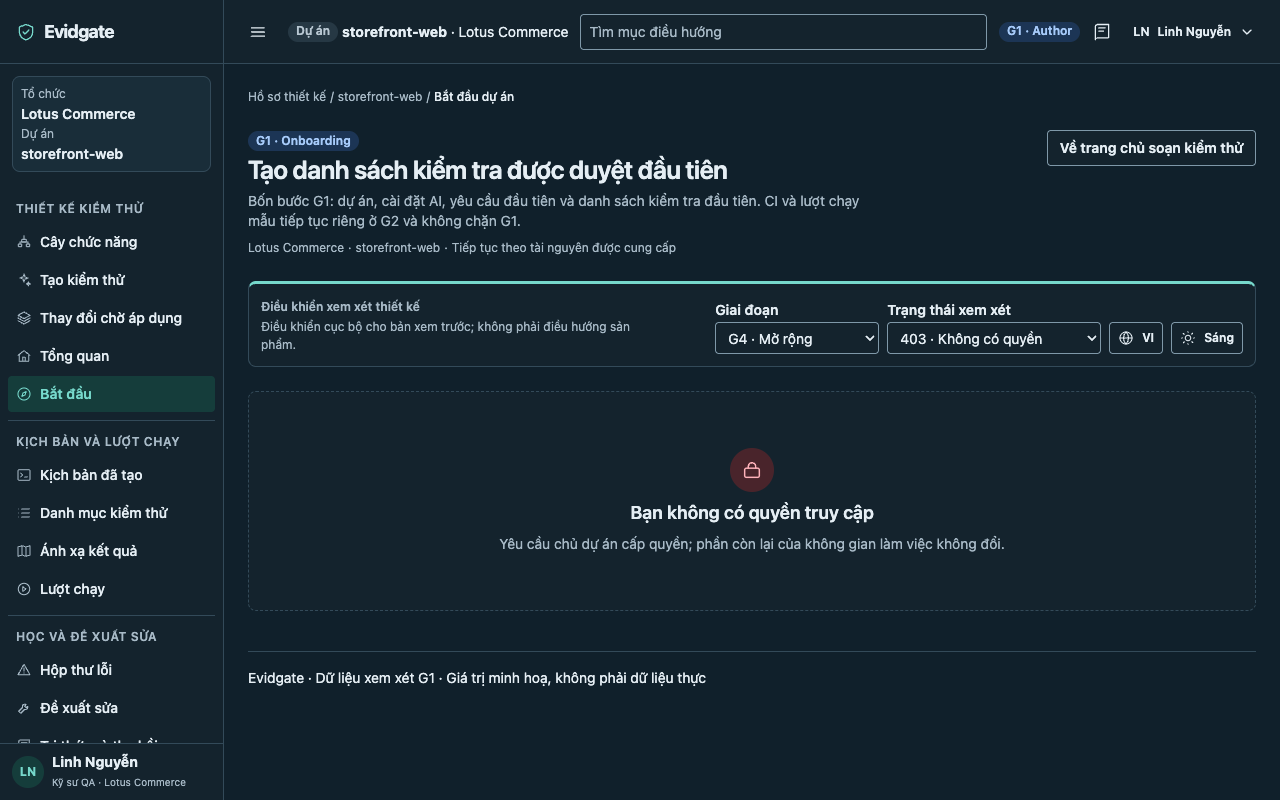 Evidgate
Dự án storefront-web · Lotus Commerce
Tìm mục điều hướng
G1 · Author
LN Linh Nguyễn
Tổ chức
Lotus Commerce
Dự án
storefront-web
THIẾT KẾ KIỂM THỬ
Cây chức năng
Tạo kiểm thử
Thay đổi chờ áp dụng
Tổng quan
Bắt đầu
KỊCH BẢN VÀ LƯỢT CHẠY
Kịch bản đã tạo
Danh mục kiểm thử
Ánh xạ kết quả
Lượt chạy
HỌC VÀ ĐỀ XUẤT SỬA
Hộp thư lỗi
Đề xuất sửa
LN
Linh Nguyễn
Kỹ sư QA · Lotus Commerce
Hồ sơ thiết kế / storefront-web / Bắt đầu dự án
G1 · Onboarding
Tạo danh sách kiểm tra được duyệt đầu tiên
Bốn bước G1: dự án, cài đặt AI, yêu cầu đầu tiên và danh sách kiểm tra đầu tiên. CI và lượt chạy
mẫu tiếp tục riêng ở G2 và không chặn G1.
Lotus Commerce · storefront-web · Tiếp tục theo tài nguyên được cung cấp
Về trang chủ soạn kiểm thử
Điều khiển xem xét thiết kế
Điều khiển cục bộ cho bản xem trước; không phải điều hướng sản
phẩm.
Giai đoạn
G4 · Mở rộng
Trạng thái xem xét
403 · Không có quyền
VI
Sáng
Bạn không có quyền truy cập
Yêu cầu chủ dự án cấp quyền; phần còn lại của không gian làm việc không đổi.
Evidgate · Dữ liệu xem xét G1 · Giá trị minh hoạ, không phải dữ liệu thực